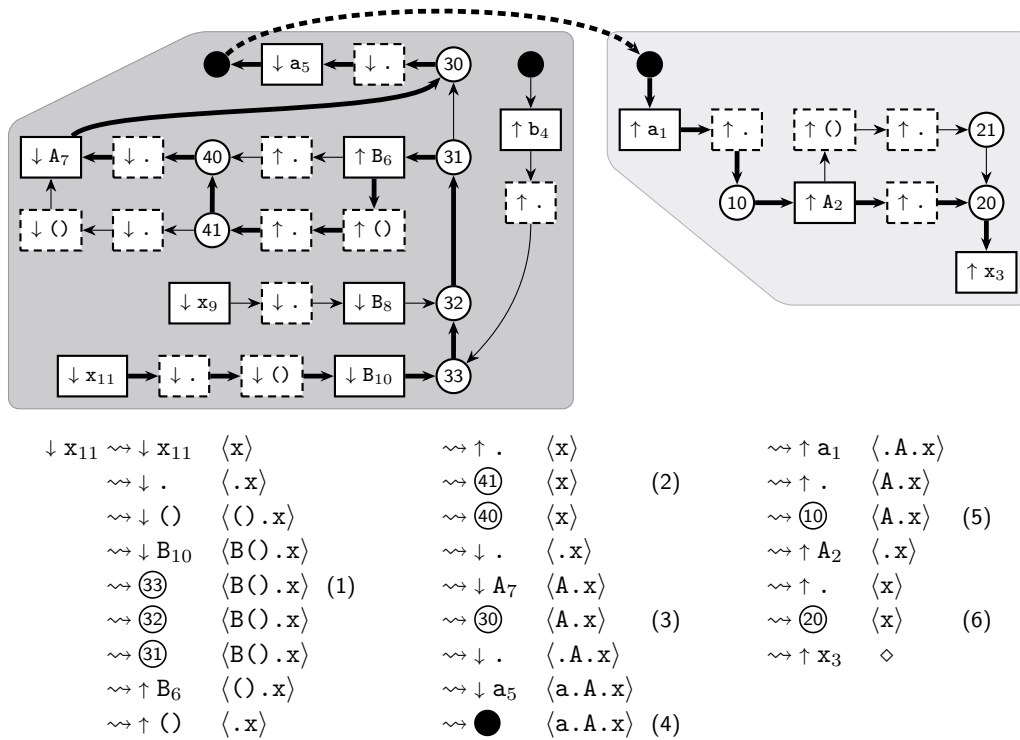 ↓ a₅ ↓ . 30
↑ a₁ ↑ . ↑ () ↑ . 21
↑ b₄
↓ A₇ ↓ . 40 ↑ . ↑ B₆ 31
↑ .
10 ↑ A₂ ↑ . 20
↓ () ↓ . 41 ↑ . ↑ ()
↑ x₃
↓ x₉ ↓ . ↓ B₈ 32
↓ x₁₁ ↓ . ↓ () ↓ B₁₀ 33
↓ x₁₁ ⇝ ↓ x₁₁ ⟨x⟩
⇝ ↓ . ⟨.x⟩
⇝ ↓ () ⟨().x⟩
⇝ ↓ B₁₀ ⟨B().x⟩
⇝ 33 ⟨B().x⟩ (1)
⇝ 32 ⟨B().x⟩
⇝ 31 ⟨B().x⟩
⇝ ↑ B₆ ⟨().x⟩
⇝ ↑ () ⟨.x⟩
⇝ ↑ . ⟨x⟩
⇝ 41 ⟨x⟩ (2)
⇝ 40 ⟨x⟩
⇝ ↓ . ⟨.x⟩
⇝ ↓ A₇ ⟨A.x⟩
⇝ 30 ⟨A.x⟩ (3)
⇝ ↓ . ⟨.A.x⟩
⇝ ↓ a₅ ⟨a.A.x⟩
⇝ ● ⟨a.A.x⟩ (4)
⇝ ↑ a₁ ⟨.A.x⟩
⇝ ↑ . ⟨A.x⟩
⇝ 10 ⟨A.x⟩ (5)
⇝ ↑ A₂ ⟨.x⟩
⇝ ↑ . ⟨x⟩
⇝ 20 ⟨x⟩ (6)
⇝ ↑ x₃ ⋄